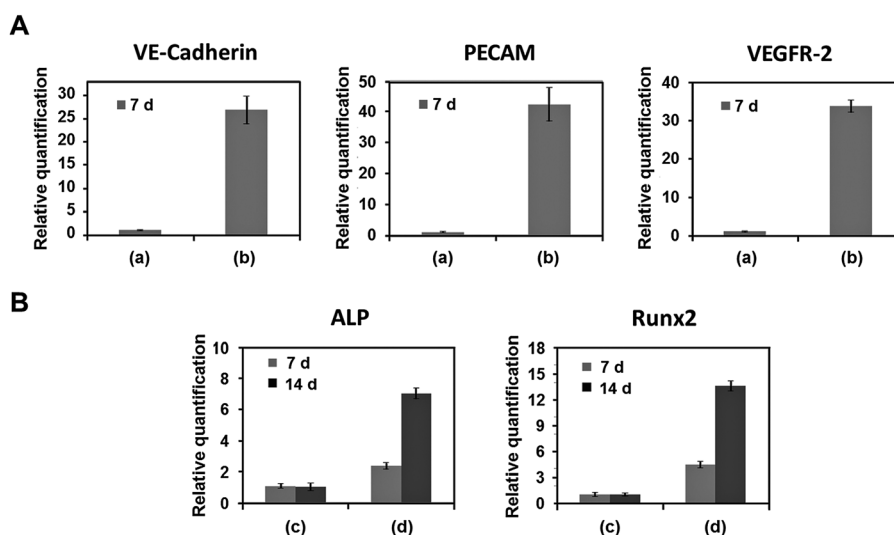 A
VE-Cadherin
PECAM
VEGFR-2
Relative quantification
30
25
20
15
10
5
0
7 d
(a)
(b)
Relative quantification
50
40
30
20
10
0
7 d
(a)
(b)
Relative quantification
40
30
20
10
0
7 d
(a)
(b)
B
ALP
Runx2
Relative quantification
10
8
6
4
2
0
7 d
14 d
(c)
(d)
Relative quantification
18
15
12
9
6
3
0
7 d
14 d
(c)
(d)